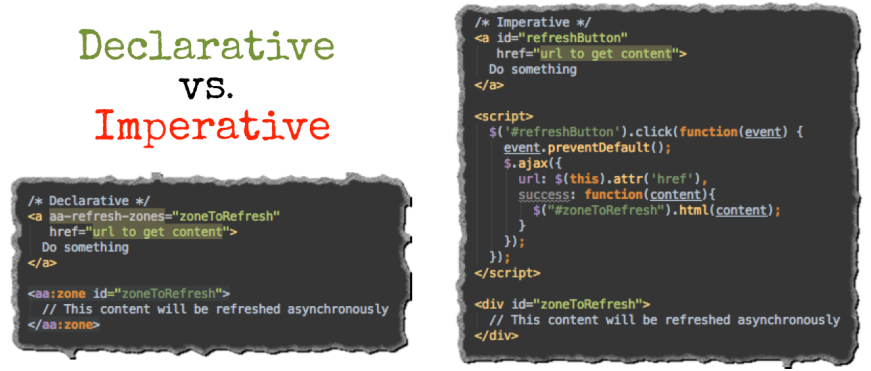 Declarative
vs.
Imperative
/* Declarative */
<a aa-refresh-zones="zoneToRefresh"
href="url to get content">
Do something
</a>
<aa:zone id="zoneToRefresh">
// This content will be refreshed asynchronously
</aa:zone>
/* Imperative */
<a id="refreshButton"
href="url to get content">
Do something
</a>
<script>
$('#refreshButton').click(function(event) {
event.preventDefault();
$.ajax({
url: $(this).attr('href'),
success: function(content){
$("#zoneToRefresh").html(content);
}
});
});
</script>
<div id="zoneToRefresh">
// This content will be refreshed asynchronously
</div>